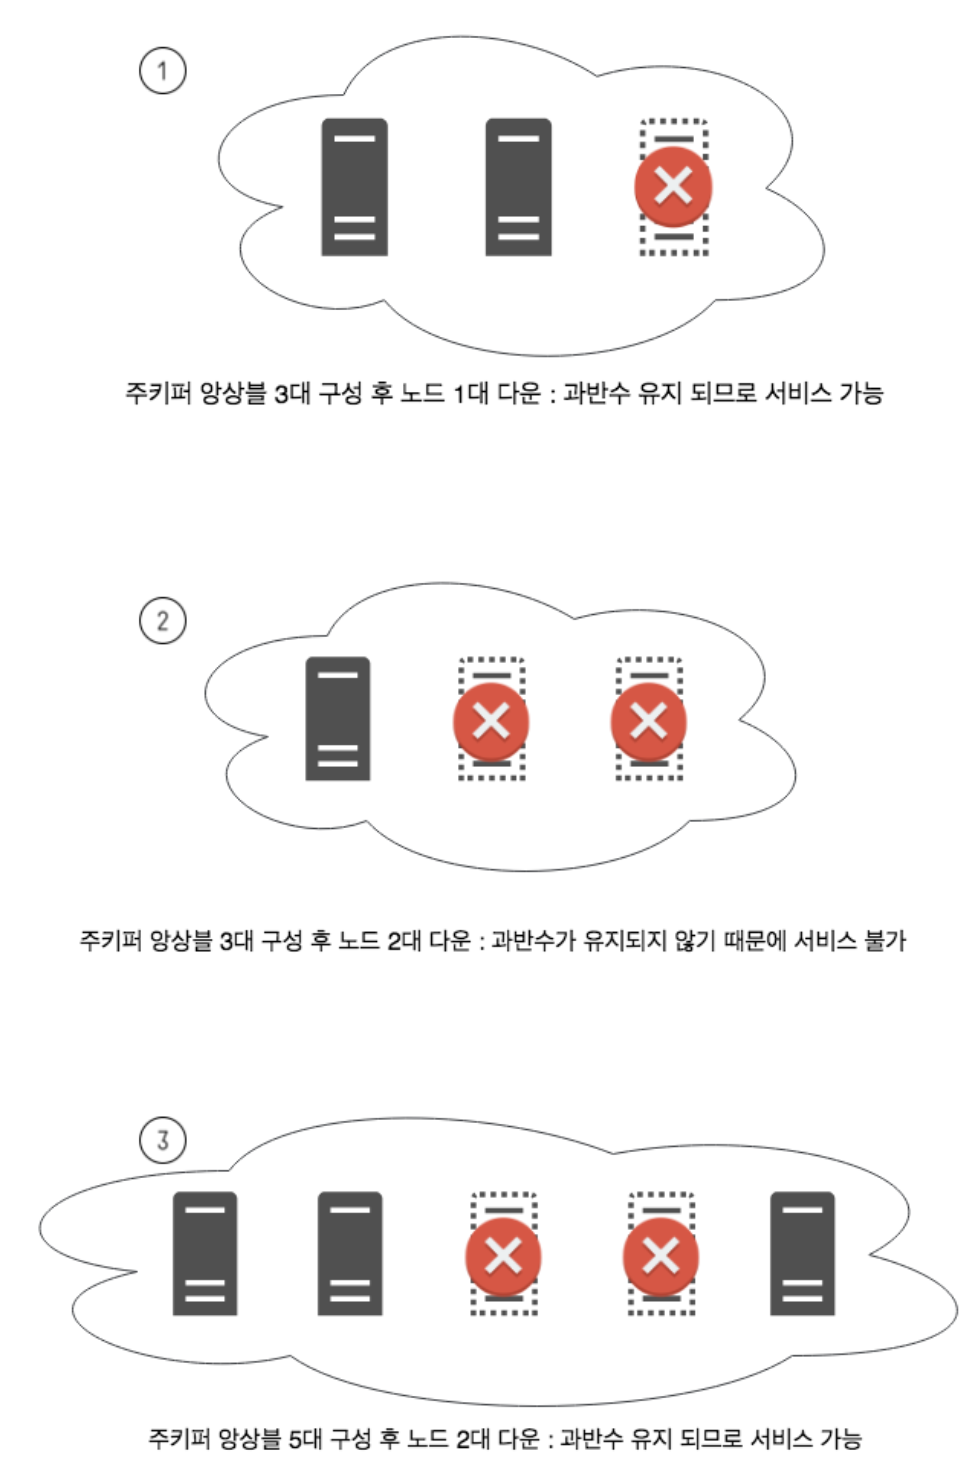 1
주키퍼 앙상블 3대 구성 후 노드 1대 다운 : 과반수 유지 되므로 서비스 가능
2
주키퍼 앙상블 3대 구성 후 노드 2대 다운 : 과반수가 유지되지 않기 때문에 서비스 불가
3
주키퍼 앙상블 5대 구성 후 노드 2대 다운 : 과반수 유지 되므로 서비스 가능